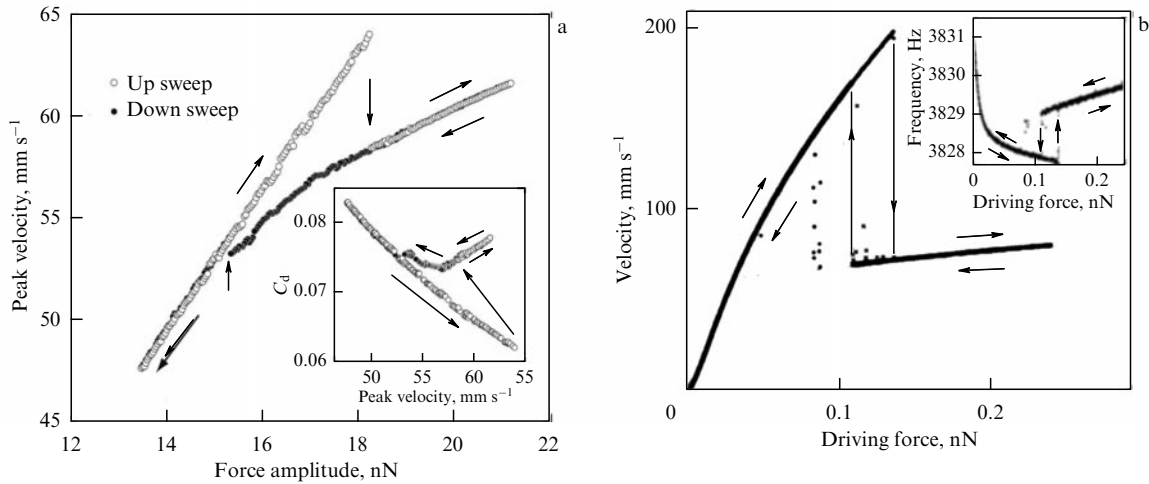 a
65
60
55
50
45
Peak velocity, mm s⁻¹
Up sweep
Down sweep
12 14 16 18 20 22
Force amplitude, nN
0.08
0.07
0.06
C_d
50 55 60 55
Peak velocity, mm s⁻¹
b
200
100
0
Velocity, mm s⁻¹
0.1 0.2
Driving force, nN
3831
3830
3829
3828
Frequency, Hz
0 0.1 0.2
Driving force, nN